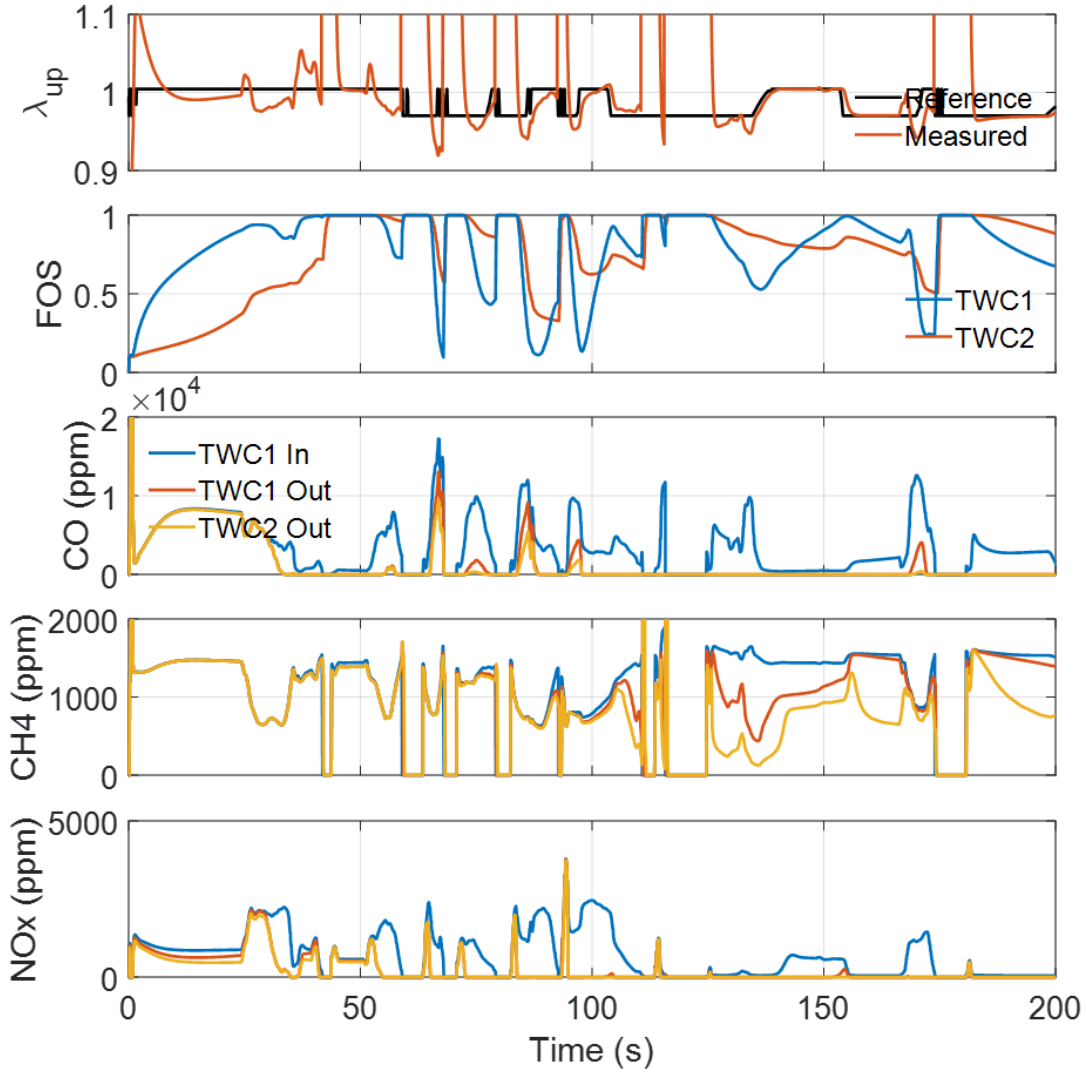 1.1
1
0.9
λup
Reference
Measured
1
0.5
0
FOS
TWC1
TWC2
×10^4
2
1
0
CO (ppm)
TWC1 In
TWC1 Out
TWC2 Out
2000
1000
0
CH4 (ppm)
5000
0
NOx (ppm)
0 50 100 150 200
Time (s)